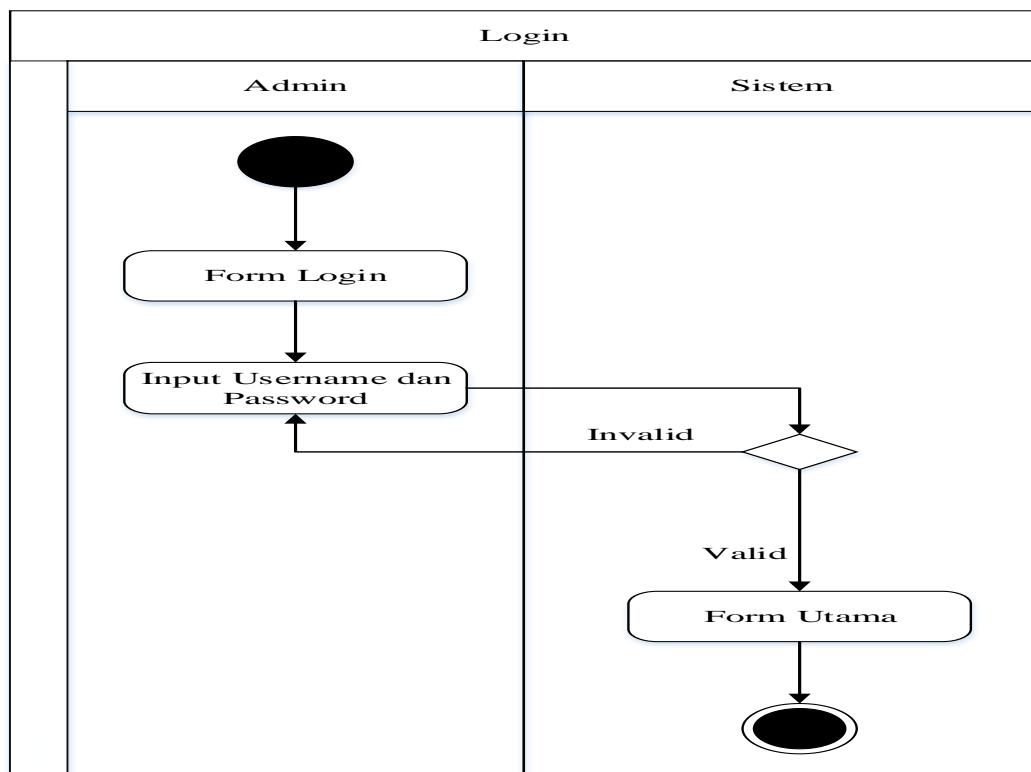 Login
Admin
Sistem
Form Login
Input Username dan
Password
Invalid
Valid
Form Utama